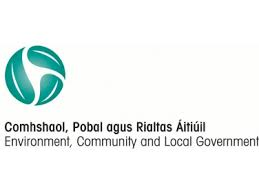 Comhshaol, Pobal agus Rialtas Áitiúil
Environment, Community and Local Government